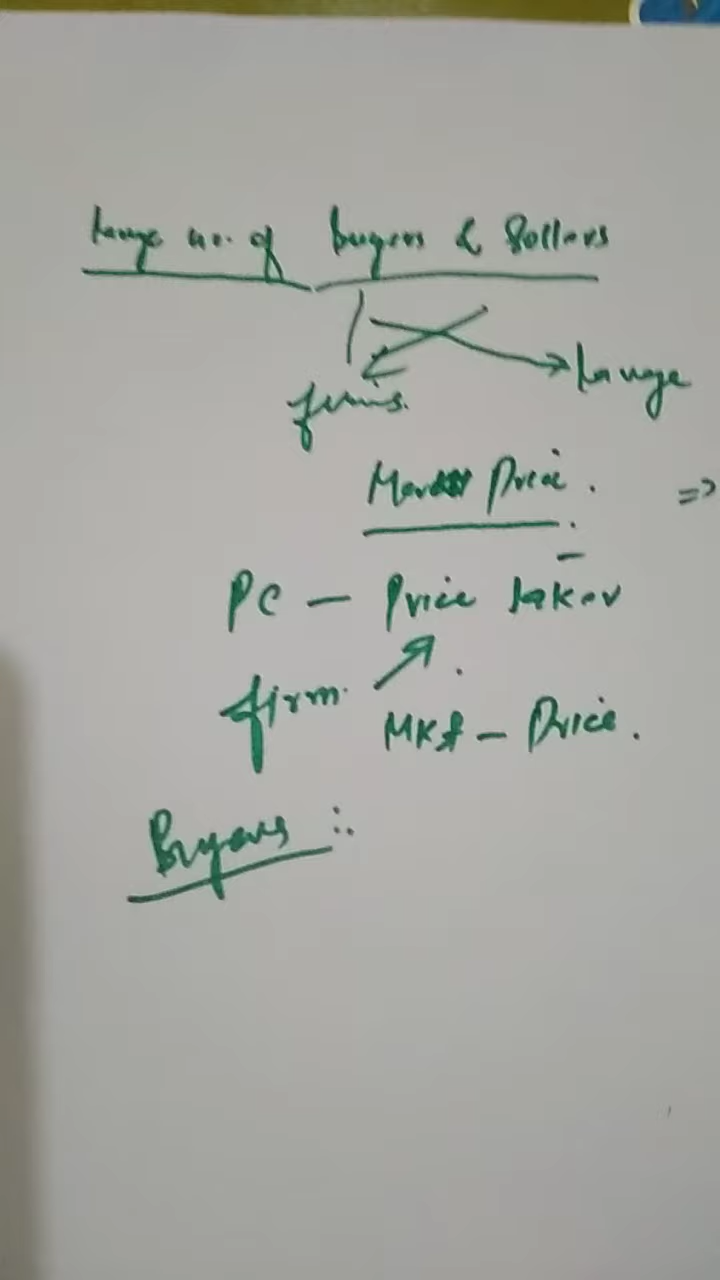 Large no. of buyers & Sellers
firms. Large
Market Price. =>
PC - Price taker
firm.
Mkt - Price.
Buyers :.